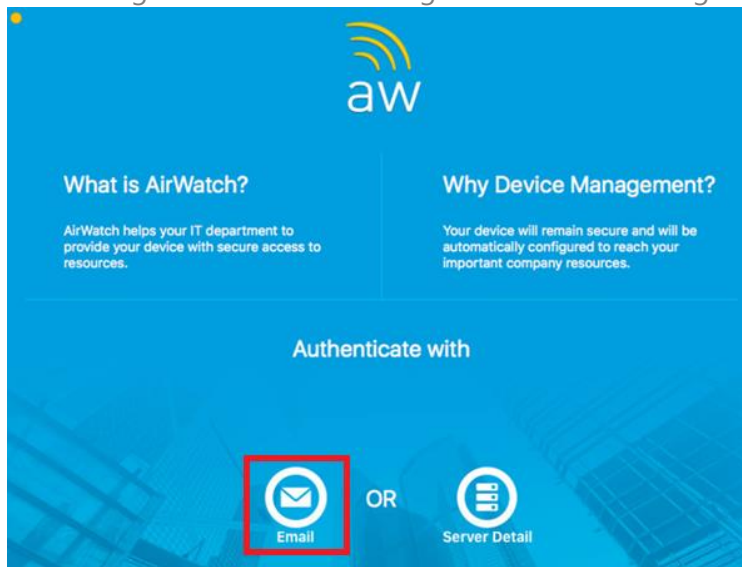 aw
What is AirWatch?
AirWatch helps your IT department to
provide your device with secure access to
resources.
Why Device Management?
Your device will remain secure and will be
automatically configured to reach your
important company resources.
Authenticate with
Email
OR
Server Detail